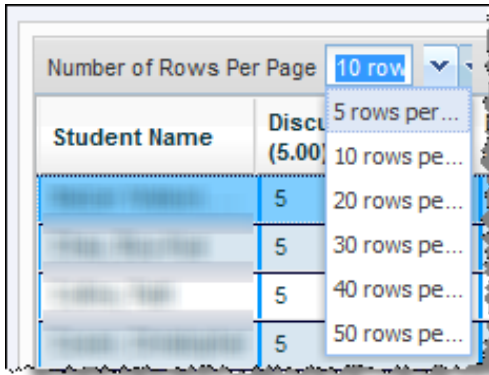 Number of Rows Per Page 10 row
Student Name
Discu
(5.00)
5 rows per...
10 rows pe...
20 rows pe...
30 rows pe...
40 rows pe...
50 rows per...
5
5
5
5